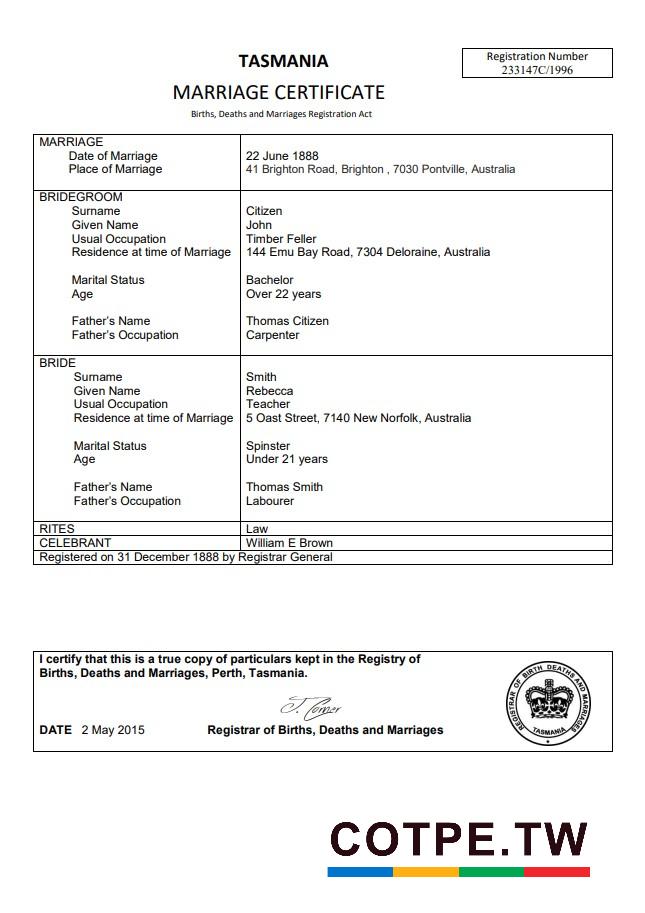 TASMANIA
MARRIAGE CERTIFICATE
Births, Deaths and Marriages Registration Act
Registration Number
233147C/1996
MARRIAGE
Date of Marriage 22 June 1888
Place of Marriage 41 Brighton Road, Brighton , 7030 Pontville, Australia
BRIDEGROOM
Surname Citizen
Given Name John
Usual Occupation Timber Feller
Residence at time of Marriage 144 Emu Bay Road, 7304 Deloraine, Australia
Marital Status Bachelor
Age Over 22 years
Father's Name Thomas Citizen
Father's Occupation Carpenter
BRIDE
Surname Smith
Given Name Rebecca
Usual Occupation Teacher
Residence at time of Marriage 5 Oast Street, 7140 New Norfolk, Australia
Marital Status Spinster
Age Under 21 years
Father's Name Thomas Smith
Father's Occupation Labourer
RITES Law
CELEBRANT William E Brown
Registered on 31 December 1888 by Registrar General
I certify that this is a true copy of particulars kept in the Registry of
Births, Deaths and Marriages, Perth, Tasmania.
DATE 2 May 2015 Registrar of Births, Deaths and Marriages
REGISTRAR OF BIRTH DEATHS AND MARRIAGES
TASMANIA
COTPE.TW